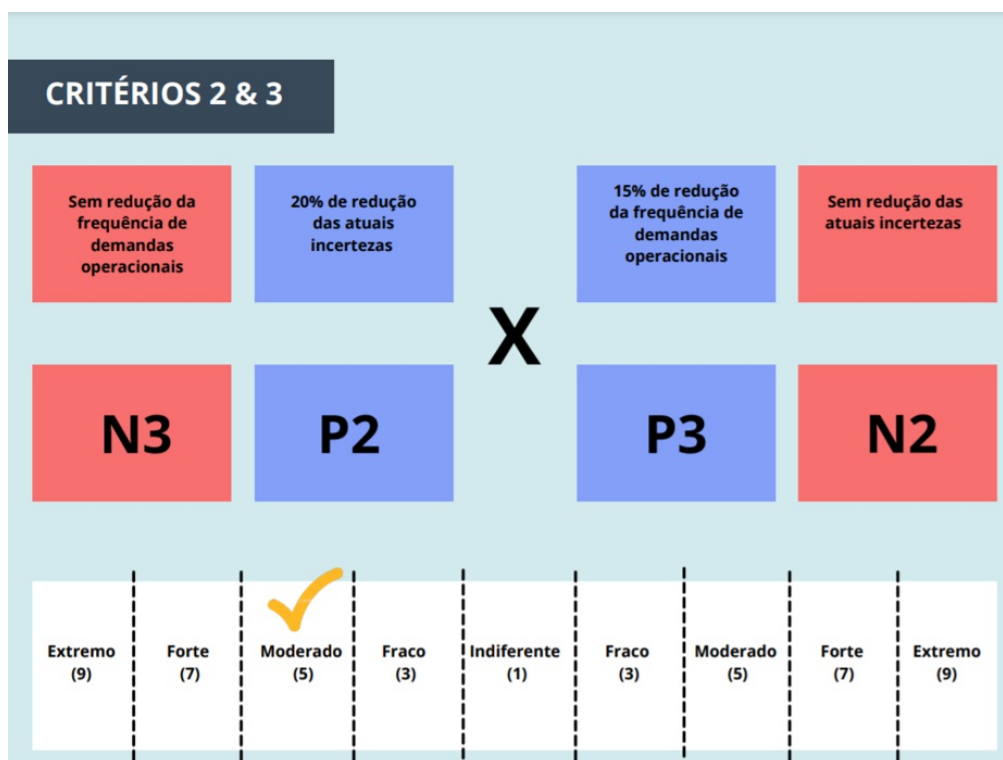 CRITÉRIOS 2 & 3
Sem redução da
frequência de
demandas
operacionais
20% de redução
das atuais
incertezas
15% de redução
da frequência de
demandas
operacionais
Sem redução das
atuais incertezas
X
N3
P2
P3
N2
Extremo
(9)
Forte
(7)
Moderado
(5)
Fraco
(3)
Indiferente
(1)
Fraco
(3)
Moderado
(5)
Forte
(7)
Extremo
(9)